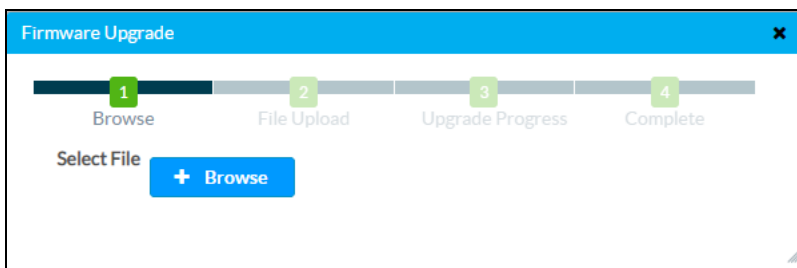 Firmware Upgrade
1 2 3 4
Browse File Upload Upgrade Progress Complete
Select File
+ Browse